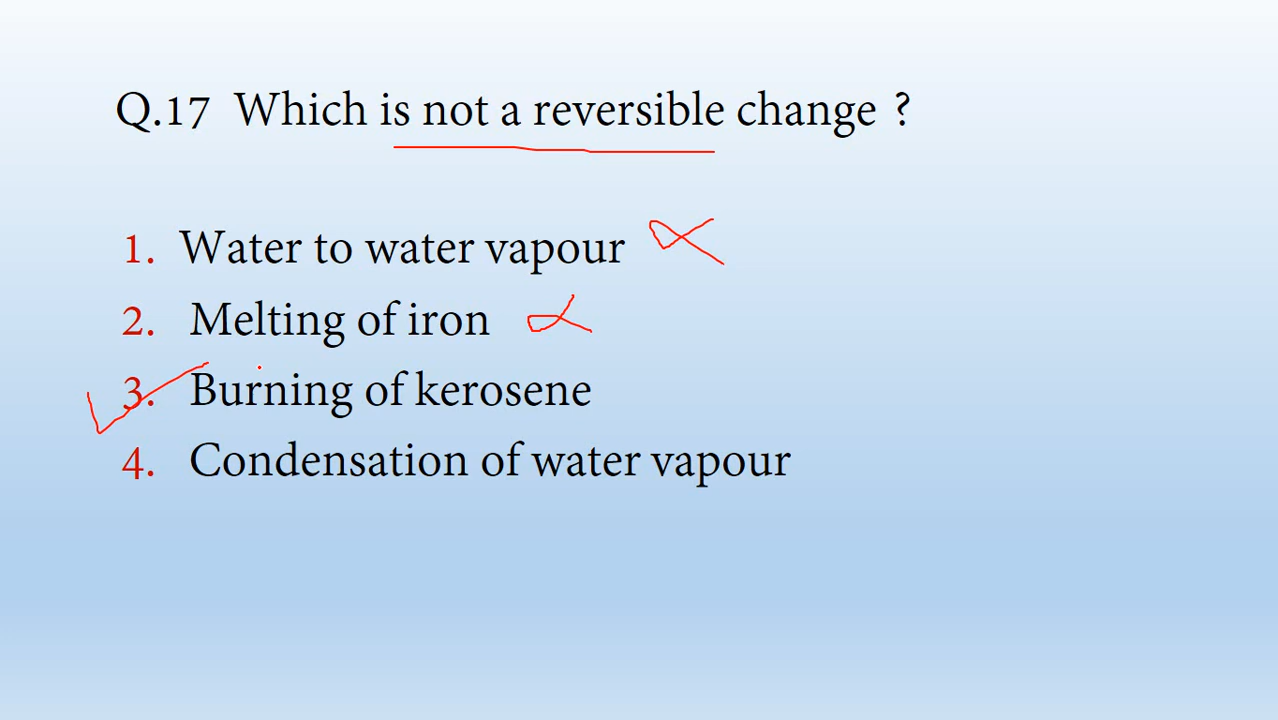 Q.17 Which is not a reversible change ?
1. Water to water vapour
2. Melting of iron
3. Burning of kerosene
4. Condensation of water vapour